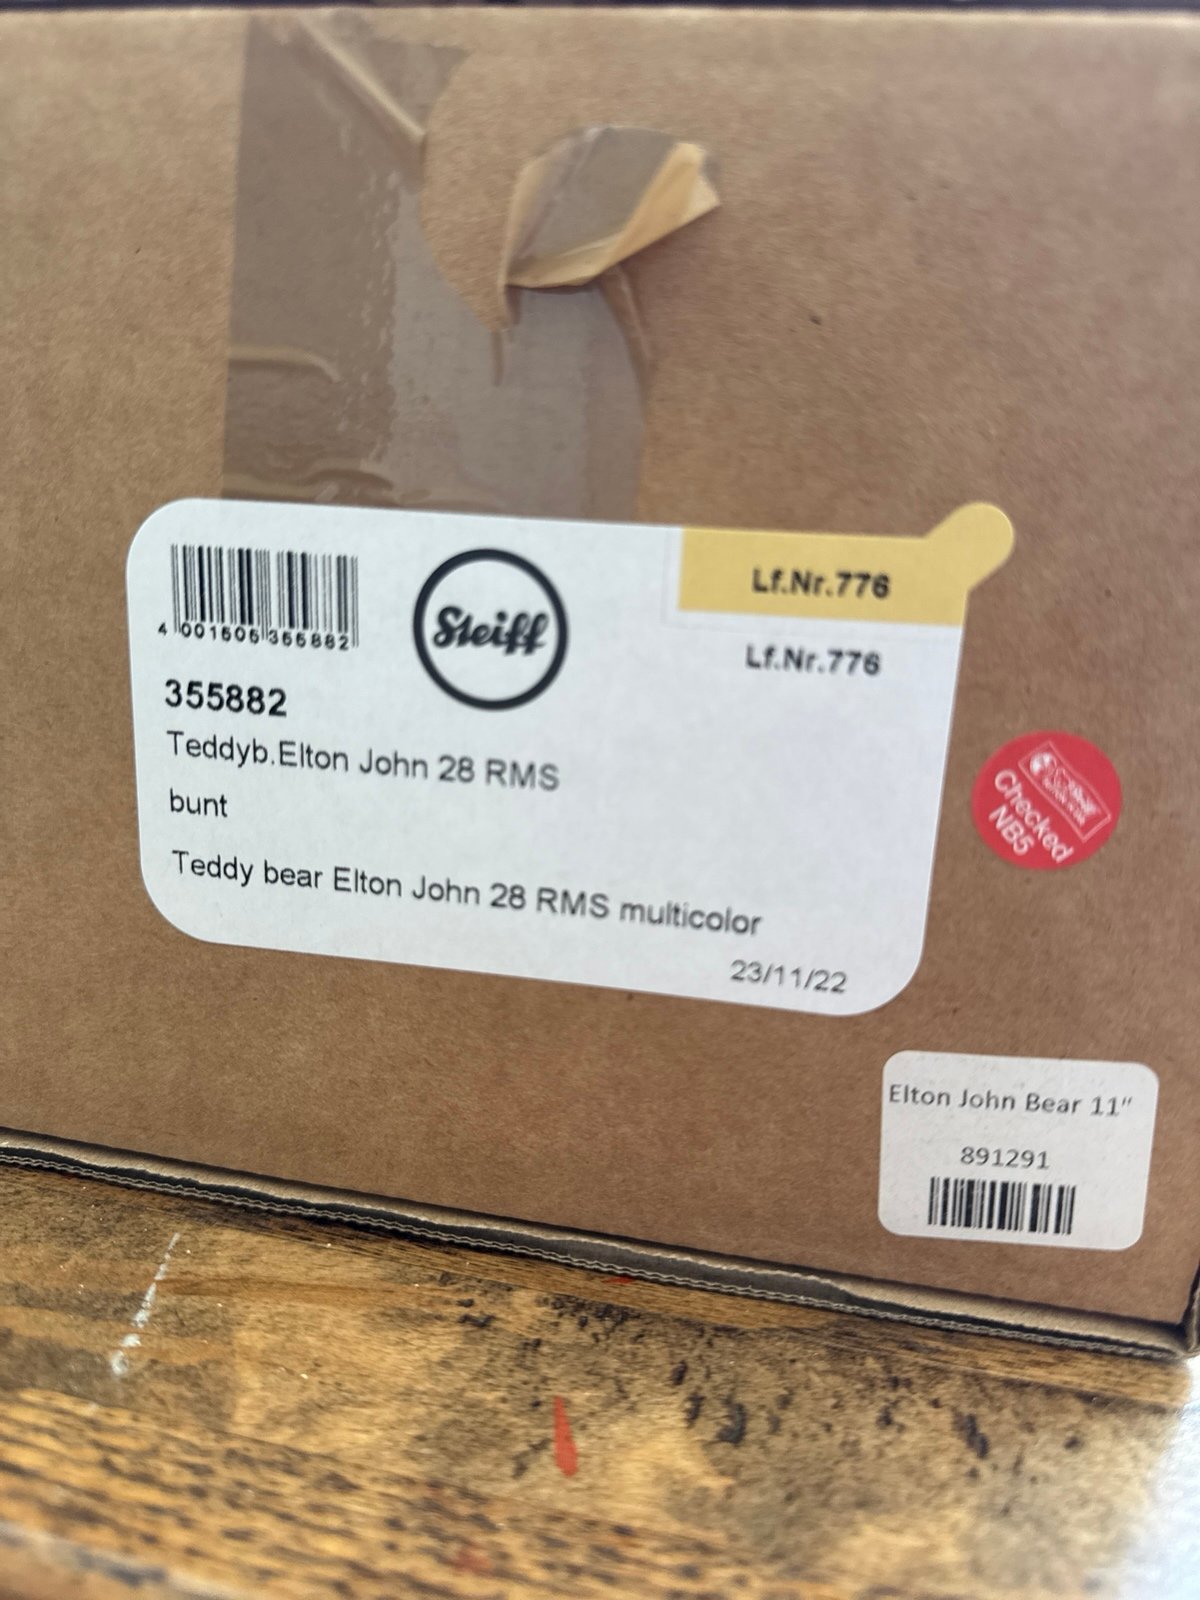 Lf.Nr.776
Steiff
Lf.Nr.776
4 001505 355882
355882
Teddyb.Elton John 28 RMS
bunt
Teddy bear Elton John 28 RMS multicolor
23/11/22
Checked
NB5
Elton John Bear 11"
891291